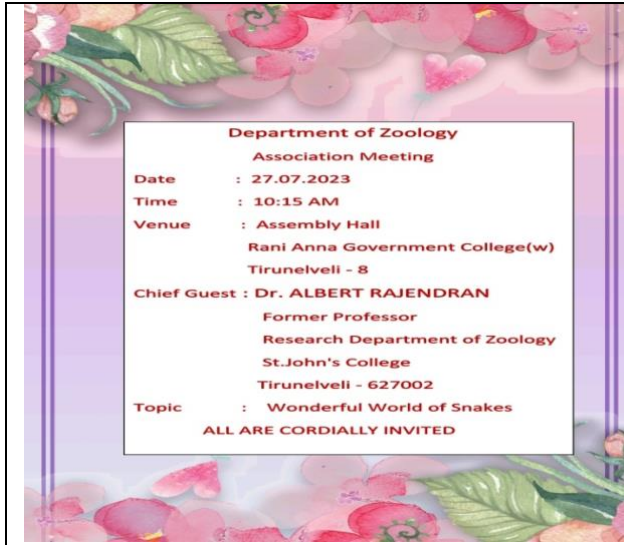 Department of Zoology
Association Meeting
Date : 27.07.2023
Time : 10:15 AM
Venue : Assembly Hall
Rani Anna Government College(w)
Tirunelveli - 8
Chief Guest : Dr. ALBERT RAJENDRAN
Former Professor
Research Department of Zoology
St.John's College
Tirunelveli - 627002
Topic : Wonderful World of Snakes
ALL ARE CORDIALLY INVITED